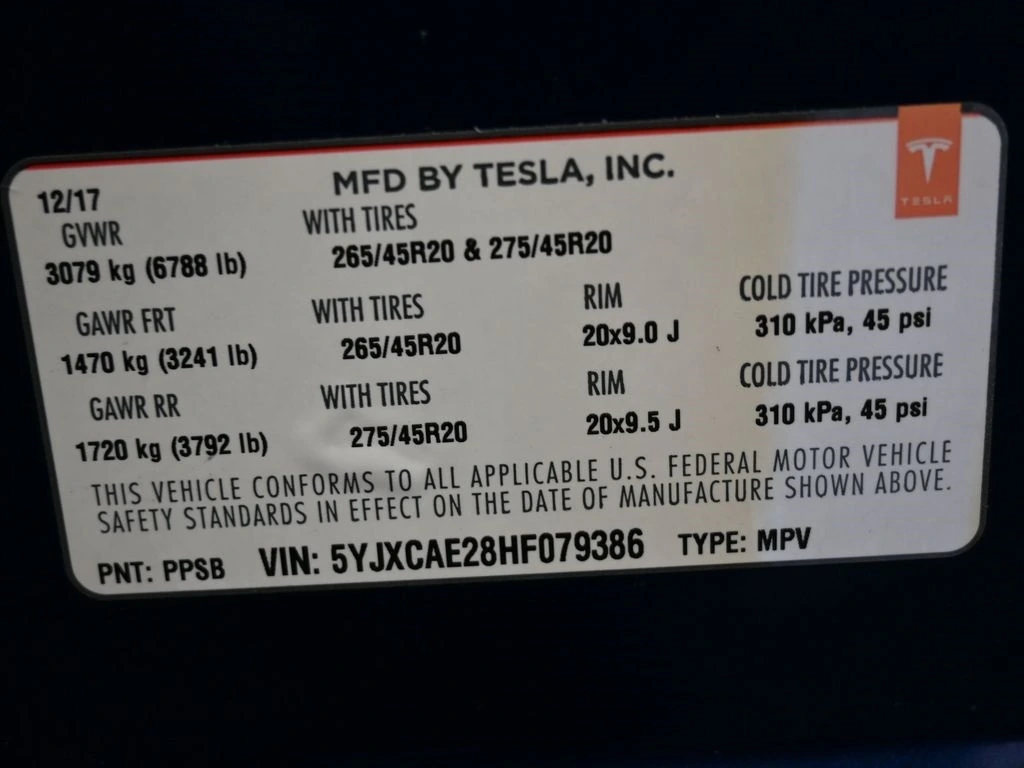 MFD BY TESLA, INC.
TESLA
12/17
GVWR WITH TIRES
3079 kg (6788 lb) 265/45R20 & 275/45R20
GAWR FRT WITH TIRES RIM COLD TIRE PRESSURE
1470 kg (3241 lb) 265/45R20 20x9.0 J 310 kPa, 45 psi
GAWR RR WITH TIRES RIM COLD TIRE PRESSURE
1720 kg (3792 lb) 275/45R20 20x9.5 J 310 kPa, 45 psi
THIS VEHICLE CONFORMS TO ALL APPLICABLE U.S. FEDERAL MOTOR VEHICLE
SAFETY STANDARDS IN EFFECT ON THE DATE OF MANUFACTURE SHOWN ABOVE.
PNT: PPSB VIN: 5YJXCAE28HF079386 TYPE: MPV